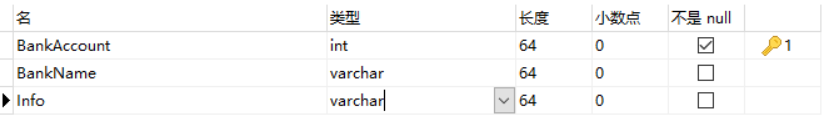 名 类型 长度 小数点 不是 null
BankAccount int 64 0 1
BankName varchar 64 0
Info varchar 64 0